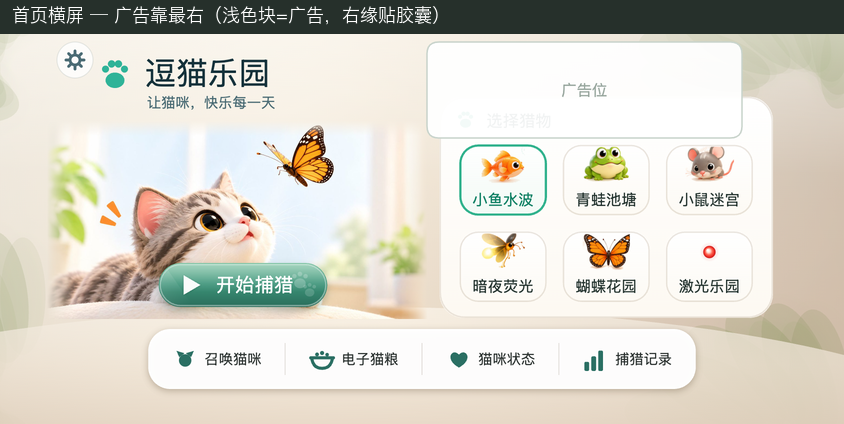 首页横屏 — 广告靠最右（浅色块=广告，右缘贴胶囊）
逗猫乐园
让猫咪，快乐每一天
广告位
选择猎物
小鱼水波
青蛙池塘
小鼠迷宫
暗夜荧光
蝴蝶花园
激光乐园
开始捕猎
召唤猫咪
电子猫粮
猫咪状态
捕猎记录